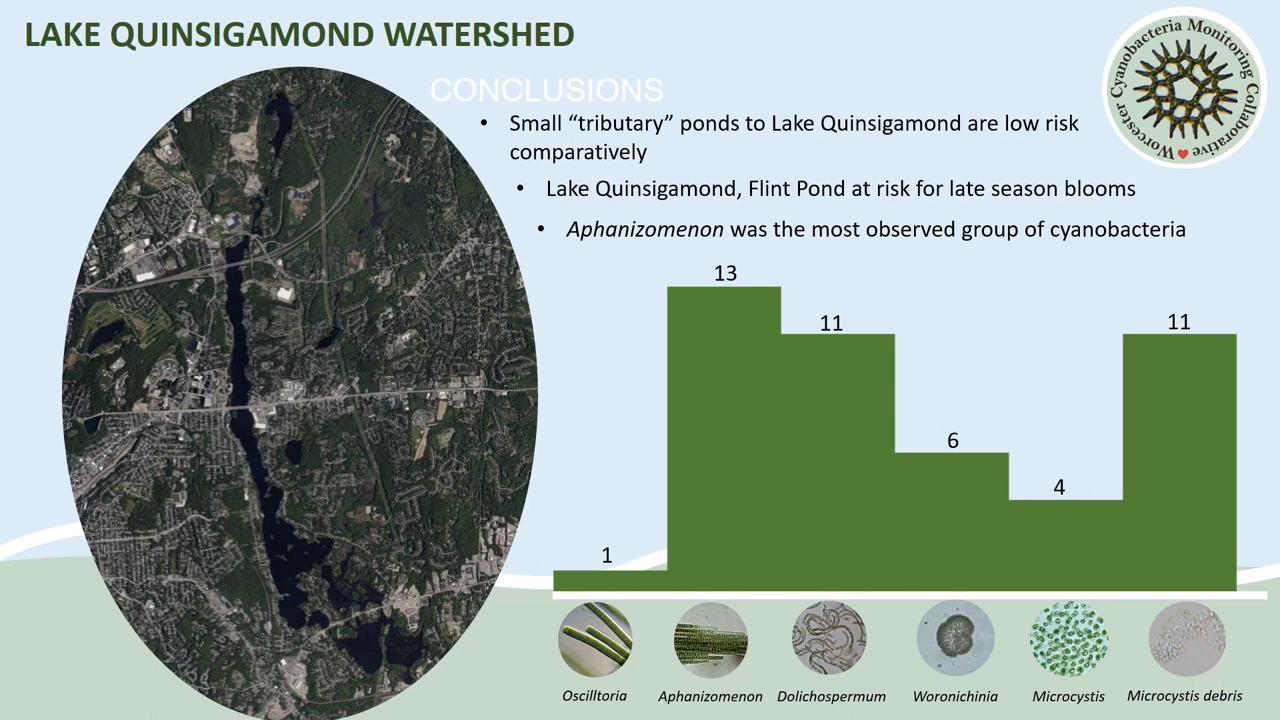 LAKE QUINSIGAMOND WATERSHED
Worcester Cyanobacteria Monitoring Collaborative
CONCLUSIONS
• Small “tributary” ponds to Lake Quinsigamond are low risk
comparatively
• Lake Quinsigamond, Flint Pond at risk for late season blooms
• Aphanizomenon was the most observed group of cyanobacteria
13
11
11
6
4
1
Oscilltoria Aphanizomenon Dolichospermum Woronichinia Microcystis Microcystis debris